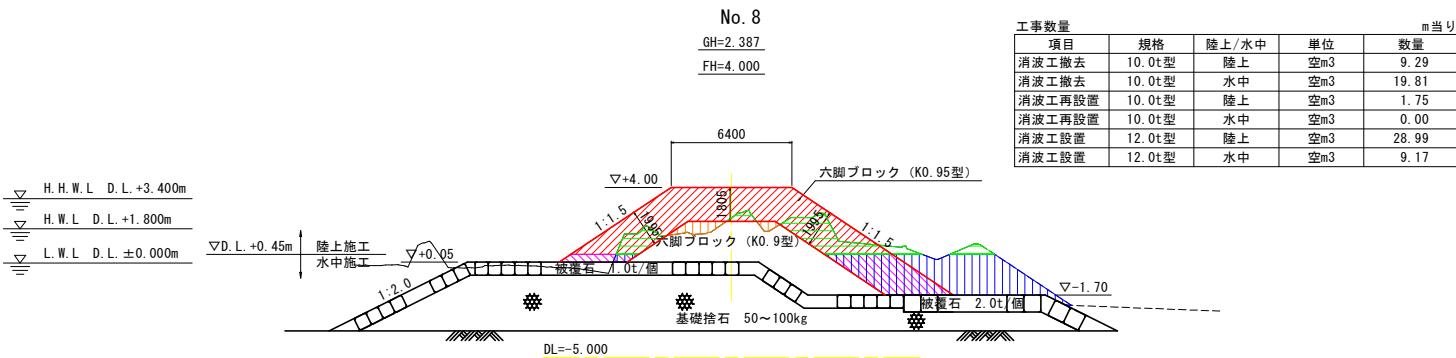 No. 8
GH=2.387
FH=4.000
工事数量 m当り
項目 規格 陸上/水中 単位 数量
消波工撤去 10.0t型 陸上 空m3 9.29
消波工撤去 10.0t型 水中 空m3 19.81
消波工再設置 10.0t型 陸上 空m3 1.75
消波工再設置 10.0t型 水中 空m3 0.00
消波工設置 12.0t型 陸上 空m3 28.99
消波工設置 12.0t型 水中 空m3 9.17
6400
六脚ブロック (K0.95型)
▽+4.00
H.H.W.L D.L.+3.400m
H.W.L D.L.+1.800m
L.W.L D.L.±0.000m
▽D.L.+0.45m
陸上施工
水中施工
▽+0.05
1:1.5
1995
1805
1995
1:1.5
六脚ブロック (K0.9型)
被覆石 1.0t/個
1:2.0
▽-1.70
被覆石 2.0t/個
基礎捨石 50～100kg
DL=-5.000